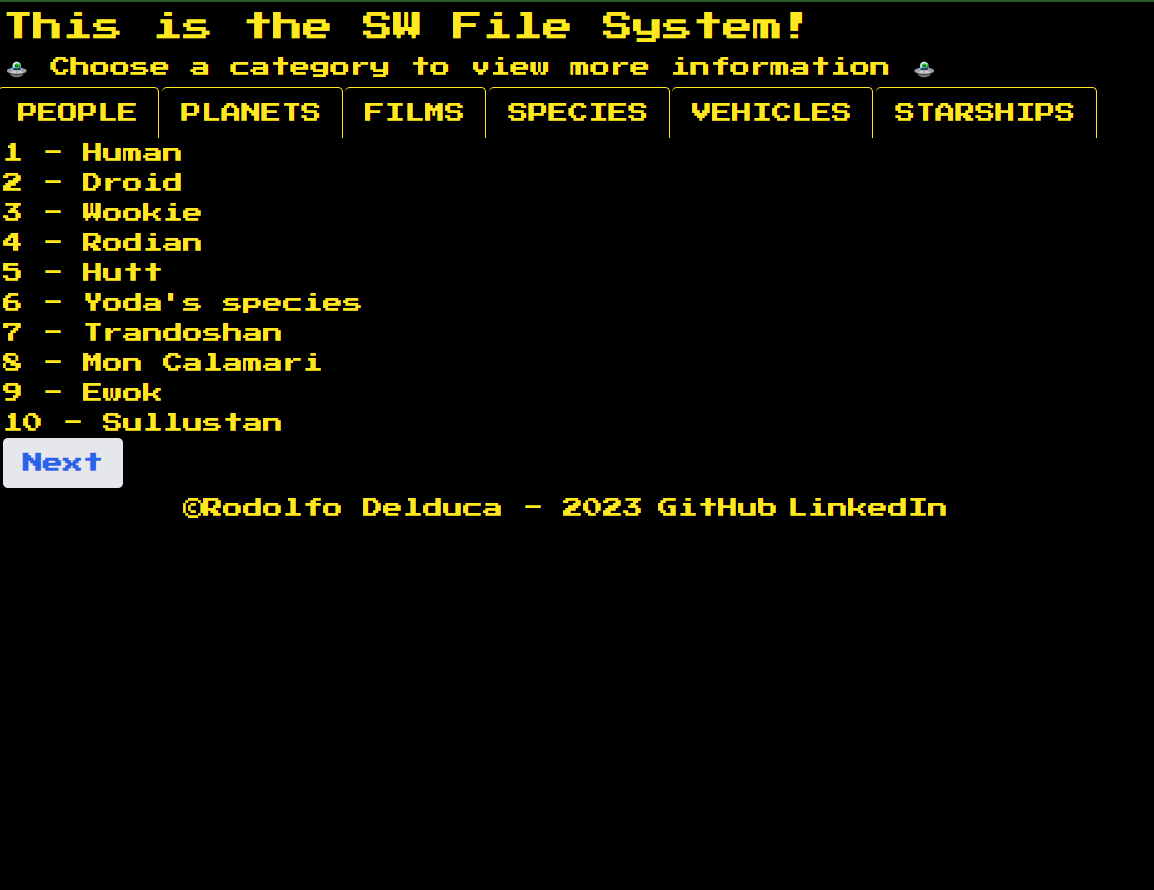 This is the SW File System!
🛸 Choose a category to view more information 🛸
PEOPLE PLANETS FILMS SPECIES VEHICLES STARSHIPS
1 - Human
2 - Droid
3 - Wookie
4 - Rodian
5 - Hutt
6 - Yoda's species
7 - Trandoshan
8 - Mon Calamari
9 - Ewok
10 - Sullustan
Next
©Rodolfo Delduca - 2023 GitHub LinkedIn